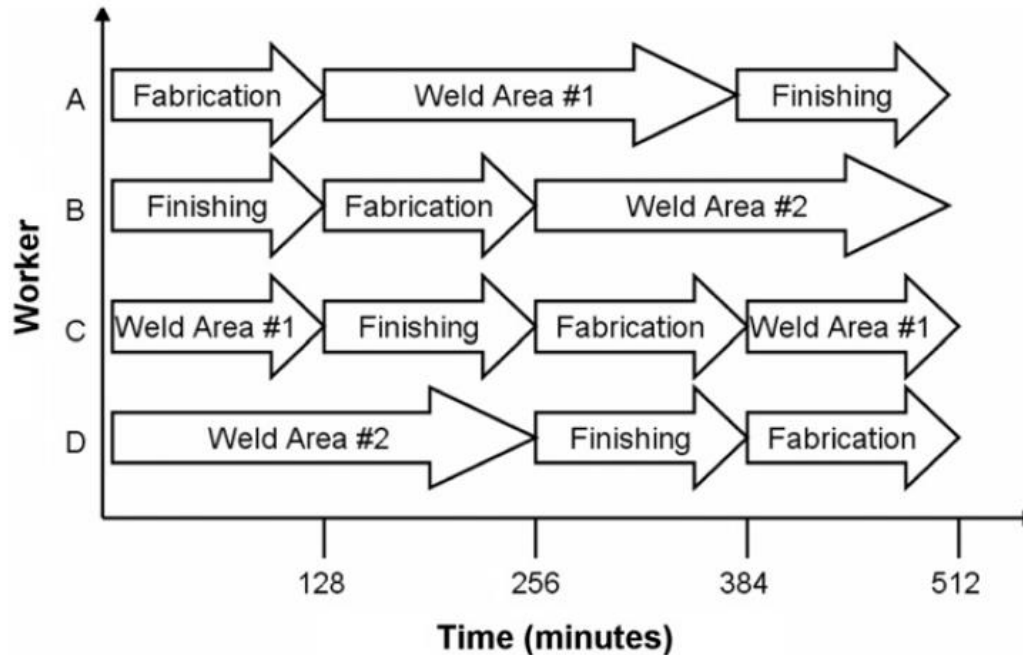 A
Fabrication
Weld Area #1
Finishing
B
Finishing
Fabrication
Weld Area #2
C
Weld Area #1
Finishing
Fabrication
Weld Area #1
D
Weld Area #2
Finishing
Fabrication
Worker
128
256
384
512
Time (minutes)